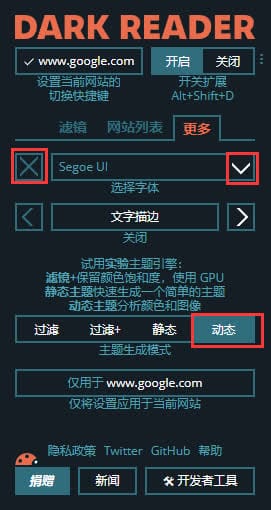 DARK READER
www.google.com 开启 关闭
设置当前网站的 开关扩展
切换快捷键 Alt+Shift+D
滤镜 网站列表 更多
Segoe UI
选择字体
文字描边
关闭
试用实验主题引擎：
滤镜+保留颜色饱和度，使用 GPU
静态主题快速生成一个简单的主题
动态主题分析颜色和图像
过滤 过滤+ 静态 动态
主题生成模式
仅用于 www.google.com
仅将设置应用于当前网站
隐私政策 Twitter GitHub 帮助
捐赠 新闻 🛠 开发者工具